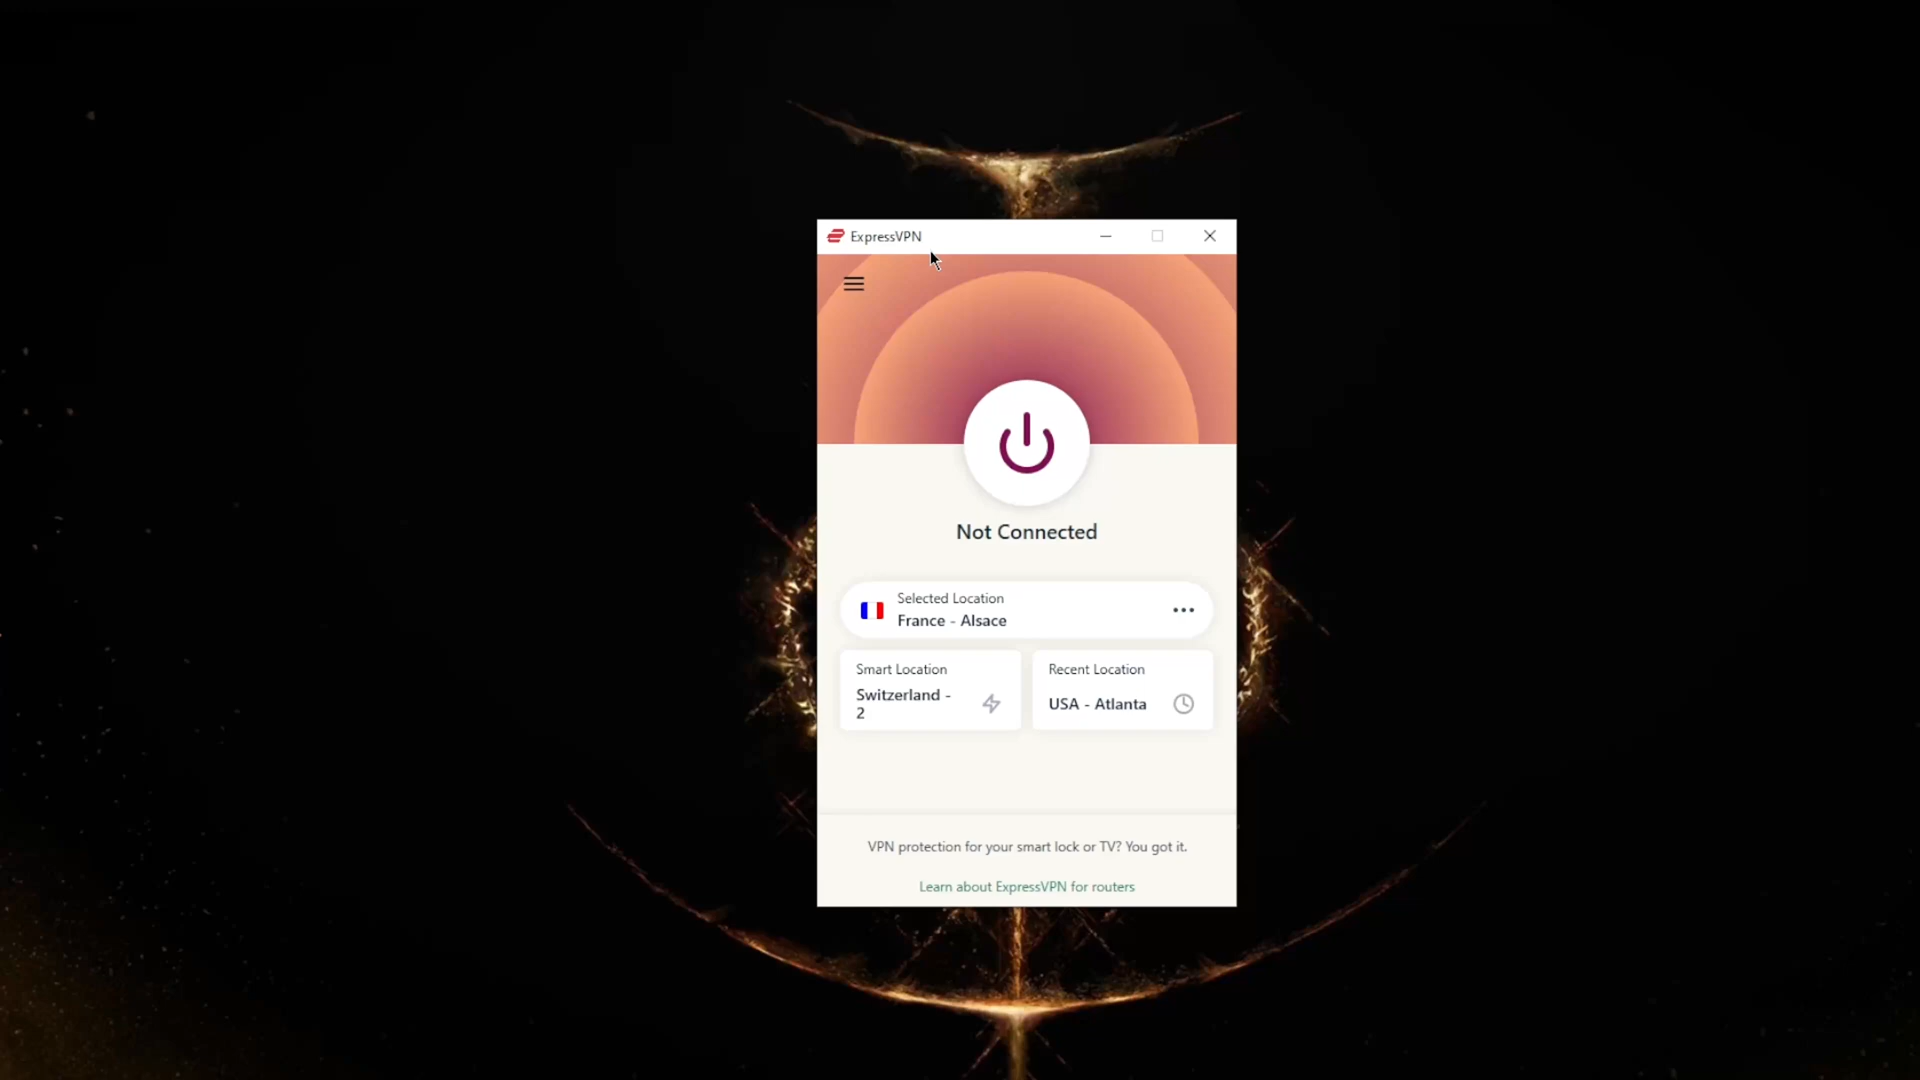 ExpressVPN
Not Connected
Selected Location
France - Alsace
Smart Location
Switzerland -
2
Recent Location
USA - Atlanta
VPN protection for your smart lock or TV? You got it.
Learn about ExpressVPN for routers